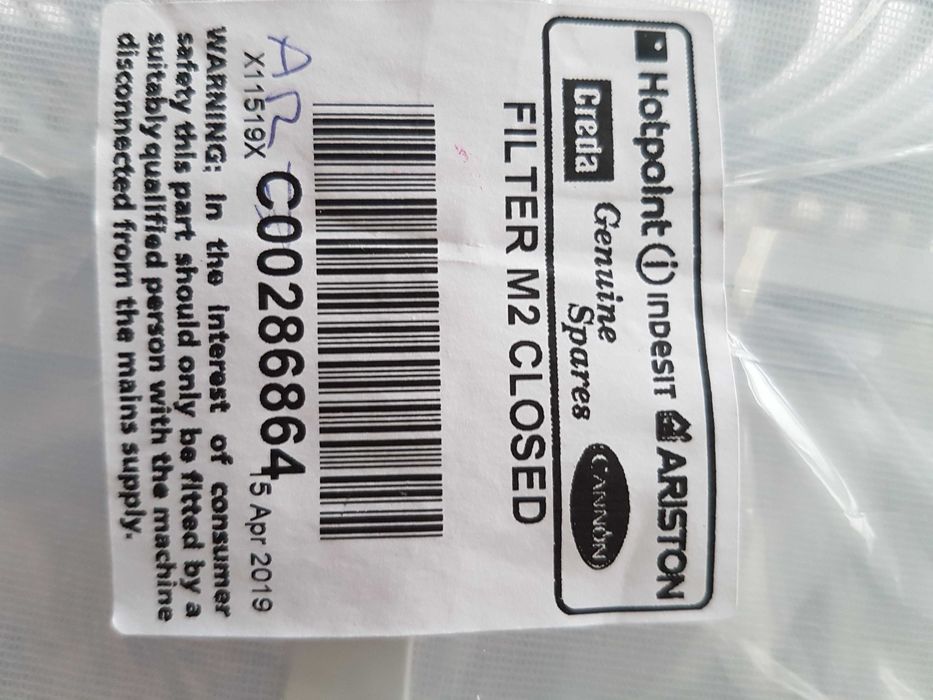 Hotpoint indesit ARISTON
Creda Genuine Spares CANNON
FILTER M2 CLOSED
C00286864
X11519X 15 Apr 2019
WARNING: In the interest of consumer
safety this part should only be fitted by a
suitably qualified person with the machine
disconnected from the mains supply.